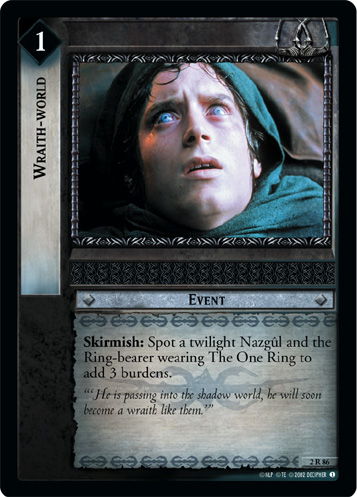 1
WRAITH-WORLD
EVENT
Skirmish: Spot a twilight Nazgûl and the
Ring-bearer wearing The One Ring to
add 3 burdens.
“‘He is passing into the shadow world, he will soon
become a wraith like them.’”
2 R 86
©NLP ™TE ©2002 DECIPHER 1